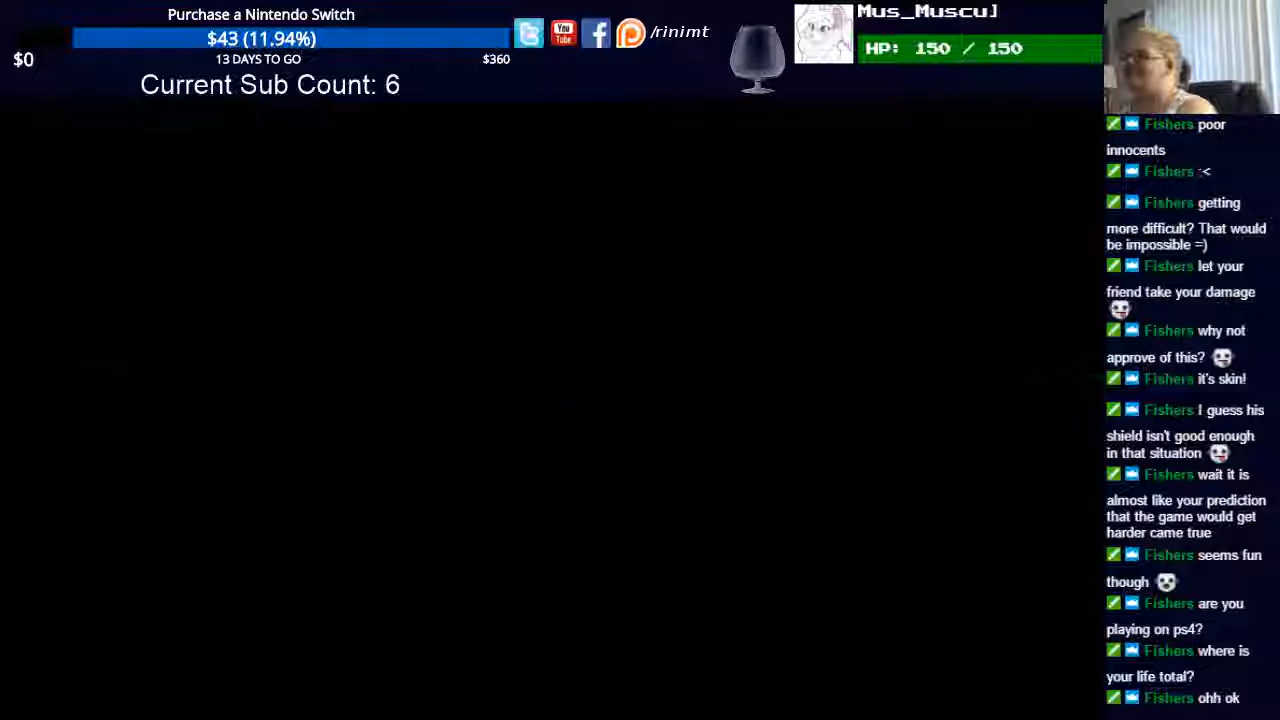 Purchase a Nintendo Switch
$43 (11.94%)
$0
13 DAYS TO GO
$360
Current Sub Count: 6
You
Tube
/rinimt
Mus_Muscul
HP: 150 / 150
Fishers poor
innocents
Fishers :<
Fishers getting
more difficult? That would
be impossible =)
Fishers let your
friend take your damage
Fishers why not
approve of this?
Fishers it's skin!
Fishers I guess his
shield isn't good enough
in that situation
Fishers wait it is
almost like your prediction
that the game would get
harder came true
Fishers seems fun
though
Fishers are you
playing on ps4?
Fishers where is
your life total?
Fishers ohh ok